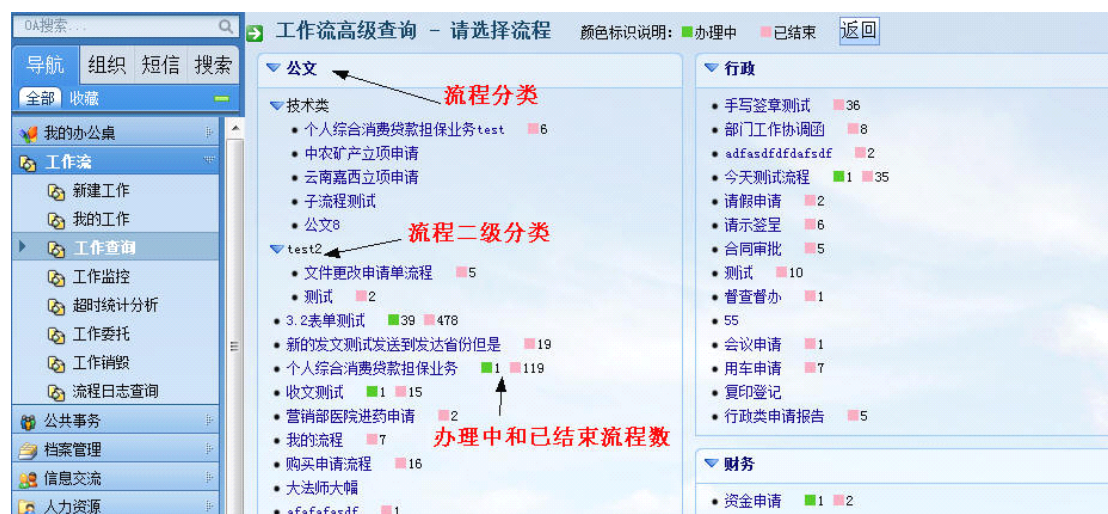 OA搜索...
导航 组织 短信 搜索
全部 收藏
我的办公桌
工作流
新建工作
我的工作
工作查询
工作监控
超时统计分析
工作委托
工作销毁
流程日志查询
公共事务
档案管理
信息交流
人力资源
工作流高级查询 - 请选择流程 颜色标识说明: 办理中 已结束 返回
公文
流程分类
技术类
个人综合消费贷款担保业务test 6
中农矿产立项申请
云南嘉西立项申请
子流程测试
公文8
流程二级分类
test2
文件更改申请单流程 5
测试 2
3.2表单测试 39 478
新的发文测试发送到发达省份但是 19
个人综合消费贷款担保业务 1 119
收文测试 1 15
营销部医院进药申请 2
办理中和已结束流程数
我的流程 7
购买申请流程 16
大法师大幅
afafafasdf 1
行政
手写签章测试 36
部门工作协调函 8
adfasdfdfdafsdf 2
今天测试流程 1 35
请假申请 2
请示签呈 6
合同审批 5
测试 10
督查督办 1
55
会议申请 1
用车申请 7
复印登记
行政类申请报告 5
财务
资金申请 1 2